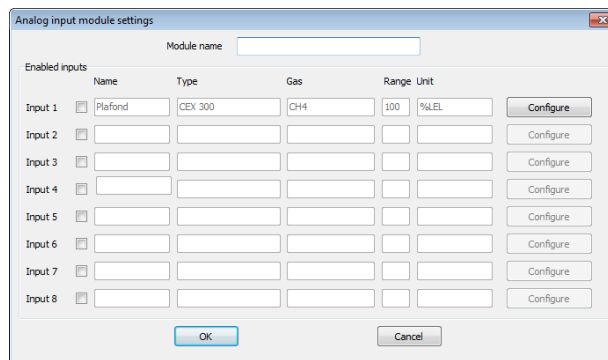 Analog input module settings
Module name
Enabled inputs
Name Type Gas Range Unit
Input 1 Plafond CEX 300 CH4 100 %LEL Configure
Input 2 Configure
Input 3 Configure
Input 4 Configure
Input 5 Configure
Input 6 Configure
Input 7 Configure
Input 8 Configure
OK Cancel